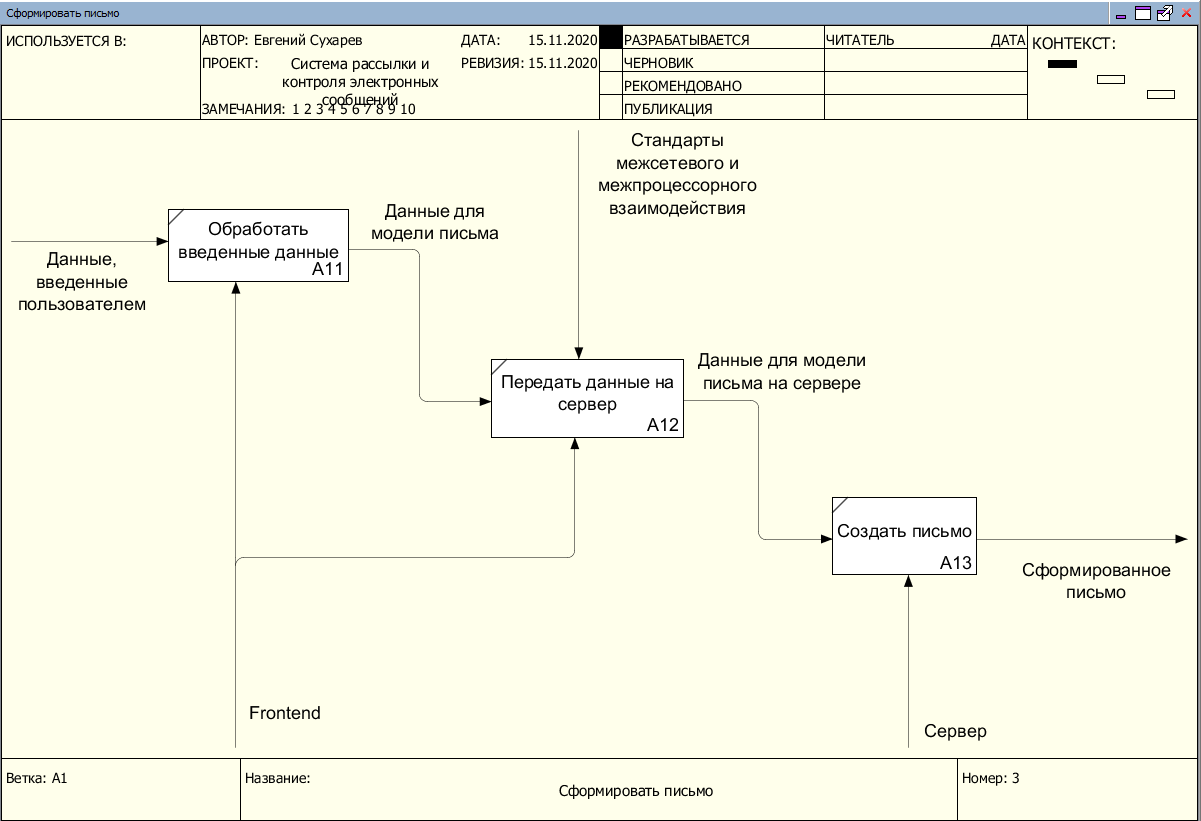 Сформировать письмо
ИСПОЛЬЗУЕТСЯ В:
АВТОР: Евгений Сухарев
ДАТА: 15.11.2020
ПРОЕКТ: Система рассылки и
контроля электронных
сообщений
РЕВИЗИЯ: 15.11.2020
ЗАМЕЧАНИЯ: 1 2 3 4 5 6 7 8 9 10
РАЗРАБАТЫВАЕТСЯ
ЧЕРНОВИК
РЕКОМЕНДОВАНО
ПУБЛИКАЦИЯ
ЧИТАТЕЛЬ ДАТА
КОНТЕКСТ:
Стандарты
межсетевого и
межпроцессорного
взаимодействия
Данные,
введенные
пользователем
Обработать
введенные данные
A11
Данные для
модели письма
Передать данные на
сервер
A12
Данные для модели
письма на сервере
Создать письмо
A13
Сформированное
письмо
Frontend
Сервер
Ветка: A1
Название:
Сформировать письмо
Номер: 3